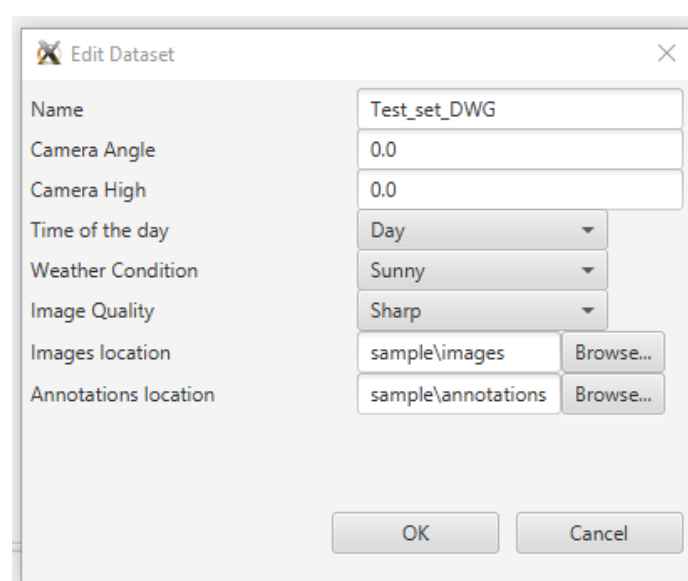 Edit Dataset
Name Test_set_DWG
Camera Angle 0.0
Camera High 0.0
Time of the day Day
Weather Condition Sunny
Image Quality Sharp
Images location sample\images Browse...
Annotations location sample\annotations Browse...
OK Cancel